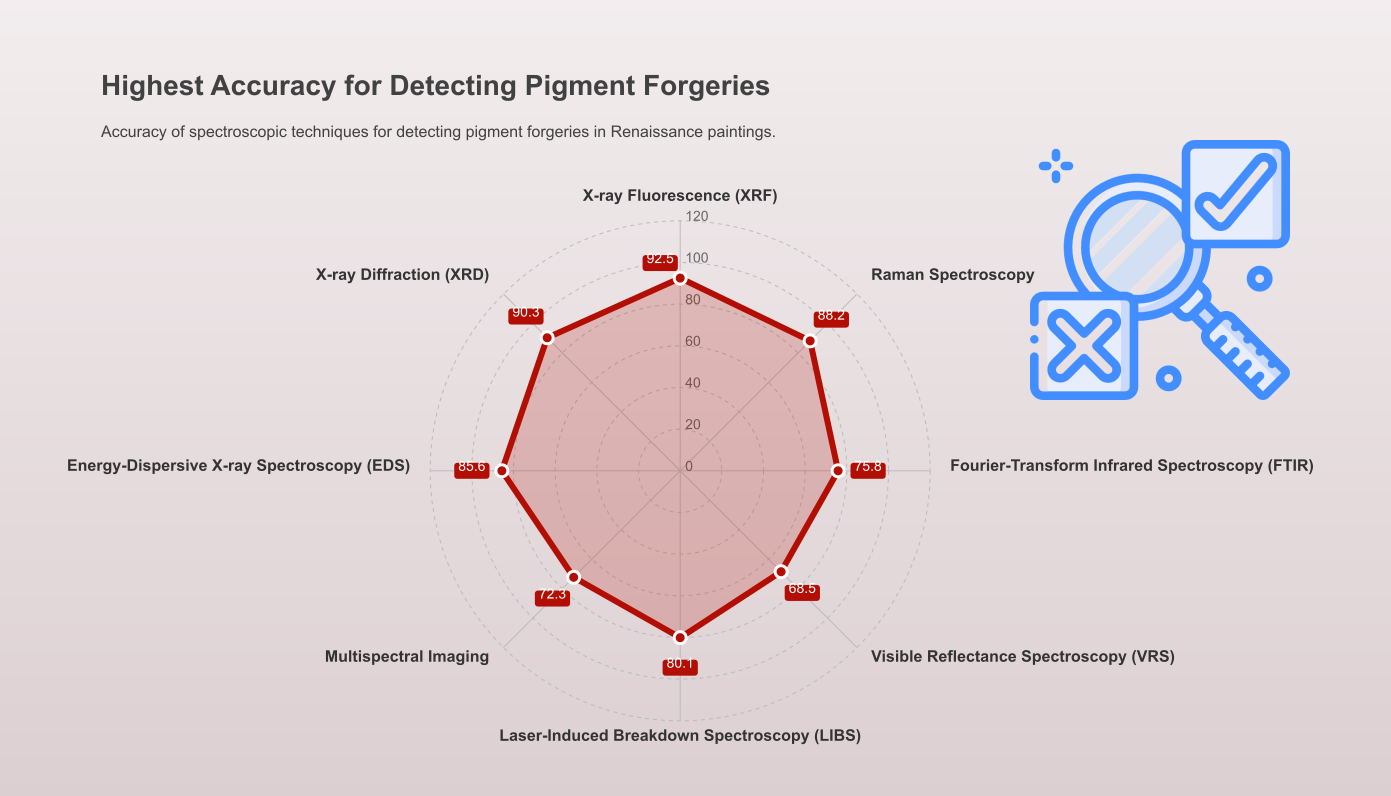 Highest Accuracy for Detecting Pigment Forgeries
Accuracy of spectroscopic techniques for detecting pigment forgeries in Renaissance paintings.
X-ray Fluorescence (XRF)
120
92.5
100
X-ray Diffraction (XRD)
Raman Spectroscopy
80
90.3
88.2
60
40
20
Energy-Dispersive X-ray Spectroscopy (EDS)
85.6
0
75.8
Fourier-Transform Infrared Spectroscopy (FTIR)
72.3
68.5
Multispectral Imaging
80.1
Visible Reflectance Spectroscopy (VRS)
Laser-Induced Breakdown Spectroscopy (LIBS)